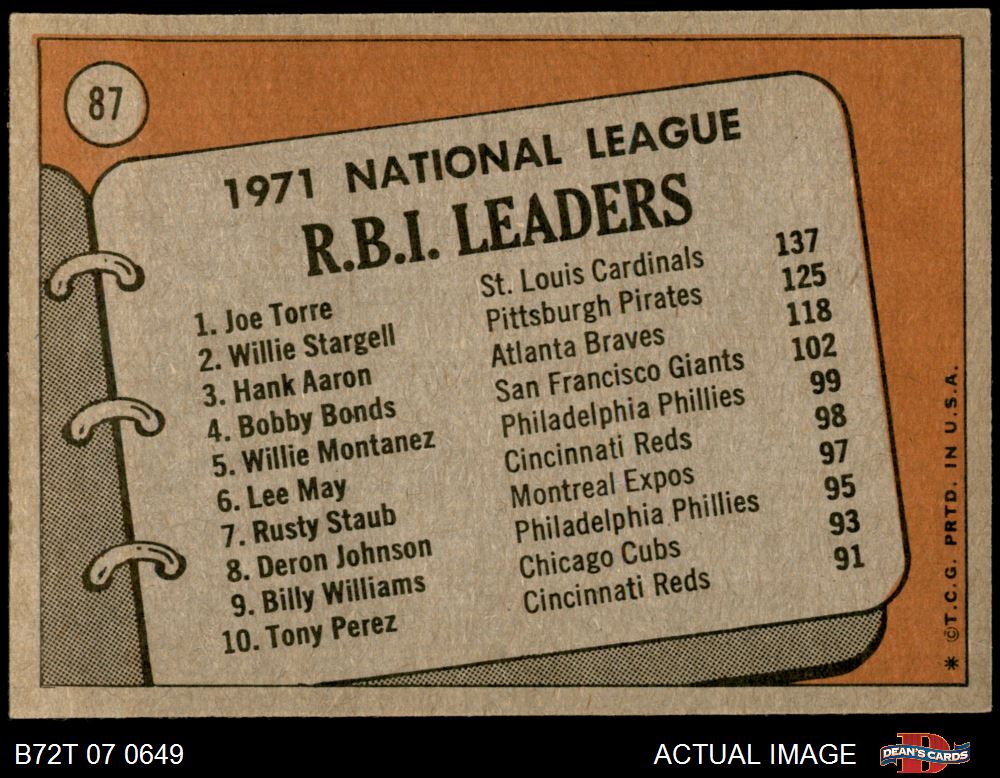 87
1971 NATIONAL LEAGUE
R.B.I. LEADERS
1. Joe Torre St. Louis Cardinals 137
2. Willie Stargell Pittsburgh Pirates 125
3. Hank Aaron Atlanta Braves 118
4. Bobby Bonds San Francisco Giants 102
5. Willie Montanez Philadelphia Phillies 99
6. Lee May Cincinnati Reds 98
7. Rusty Staub Montreal Expos 97
8. Deron Johnson Philadelphia Phillies 95
9. Billy Williams Chicago Cubs 93
10. Tony Perez Cincinnati Reds 91
* ©T.C.G. PRTD. IN U.S.A.
B72T 07 0649 ACTUAL IMAGE D DEAN'S CARDS